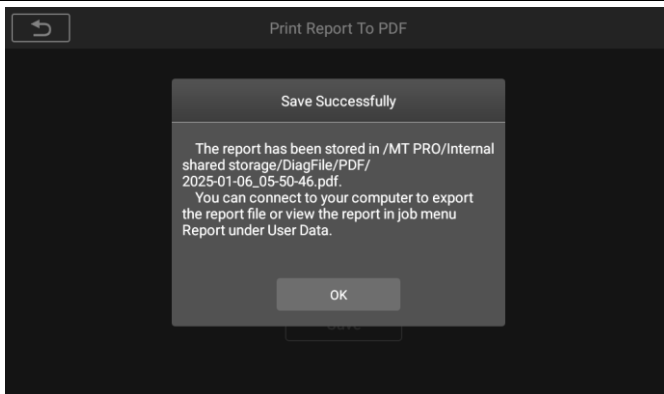 Print Report To PDF
Save Successfully
The report has been stored in /MT PRO/Internal
shared storage/DiagFile/PDF/
2025-01-06_05-50-46.pdf.
You can connect to your computer to export
the report file or view the report in job menu
Report under User Data.
OK
Save